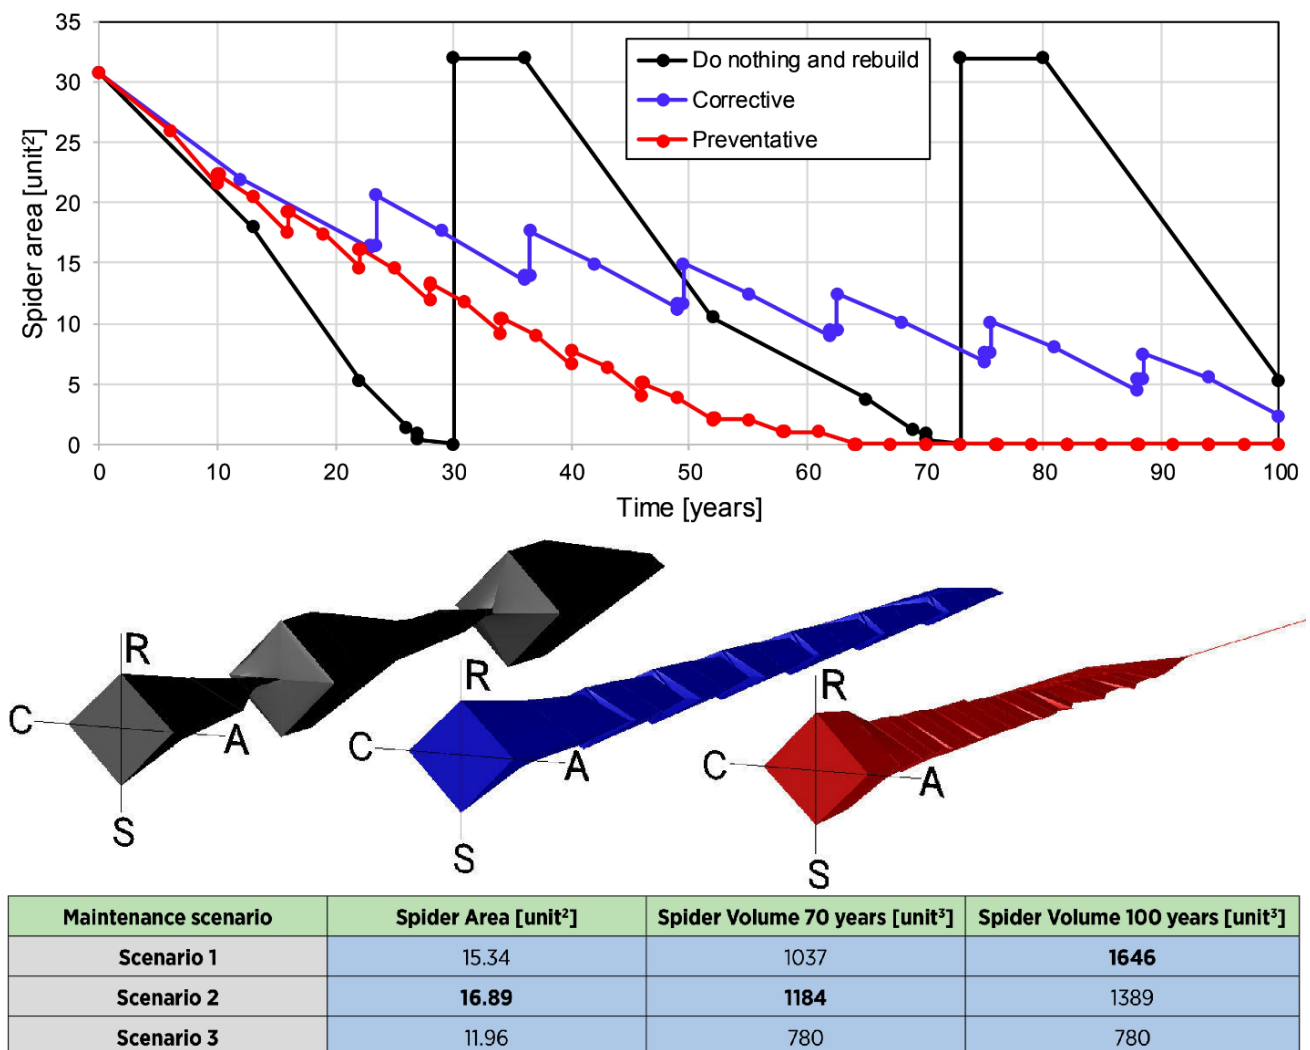 35
30
25
20
15
10
5
0
Spider area [unit²]
Do nothing and rebuild
Corrective
Preventative
0 10 20 30 40 50 60 70 80 90 100
Time [years]
R
C
A
S
R
C
A
S
R
C
A
S
Maintenance scenario Spider Area [unit²] Spider Volume 70 years [unit³] Spider Volume 100 years [unit³]
Scenario 1 15.34 1037 1646
Scenario 2 16.89 1184 1389
Scenario 3 11.96 780 780